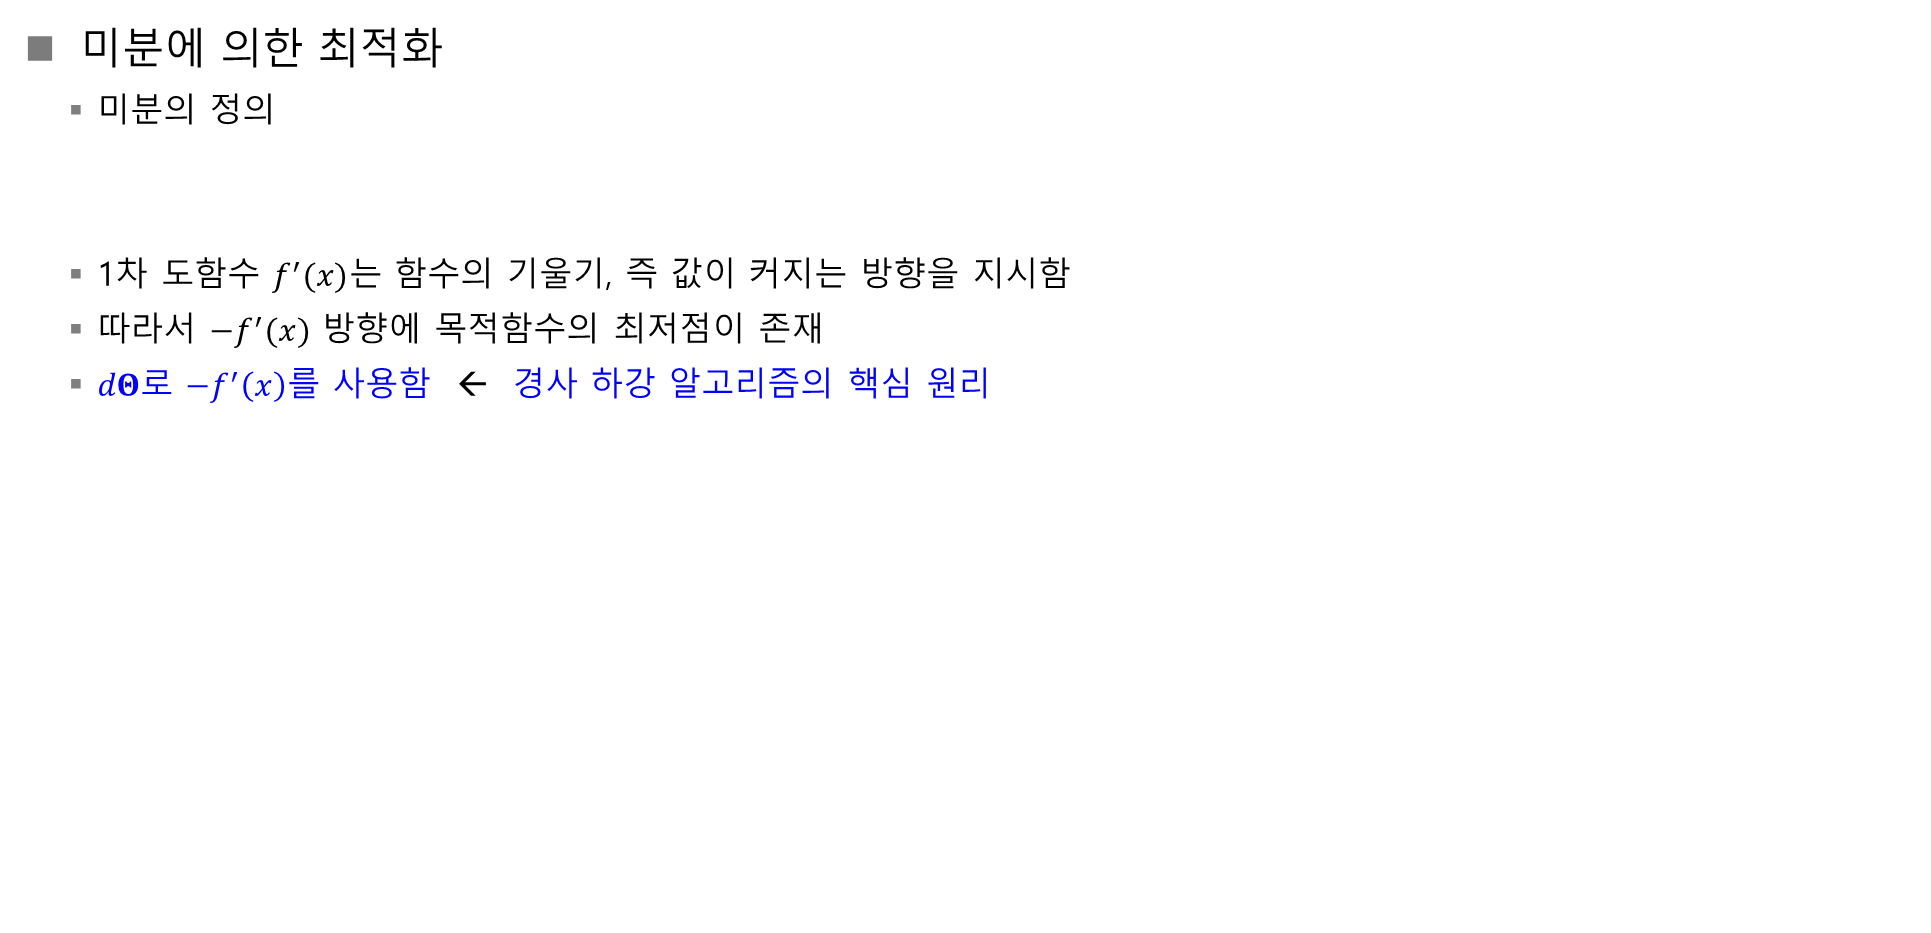 ■ 미분에 의한 최적화
▪ 미분의 정의
▪ 1차 도함수 f′(x)는 함수의 기울기, 즉 값이 커지는 방향을 지시함
▪ 따라서 −f′(x) 방향에 목적함수의 최저점이 존재
▪ dΘ로 −f′(x)를 사용함 ← 경사 하강 알고리즘의 핵심 원리